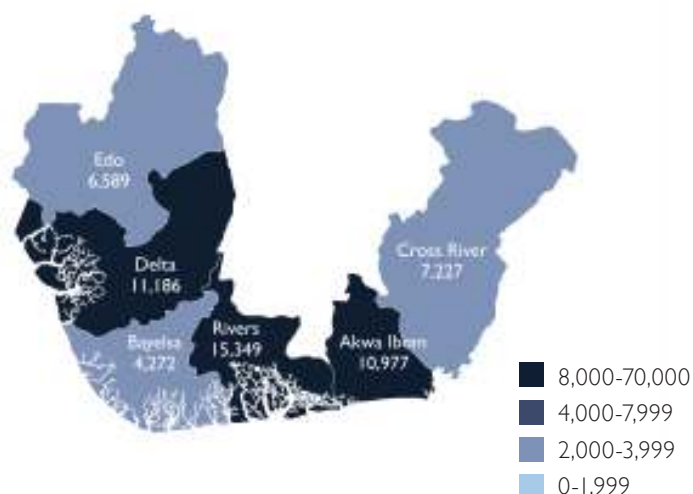 Edo
6,589
Delta
11,186
Bayelsa
4,272
Rivers
15,349
Akwa Ibom
10,977
Cross River
7,227
8,000-70,000
4,000-7,999
2,000-3,999
0-1,999